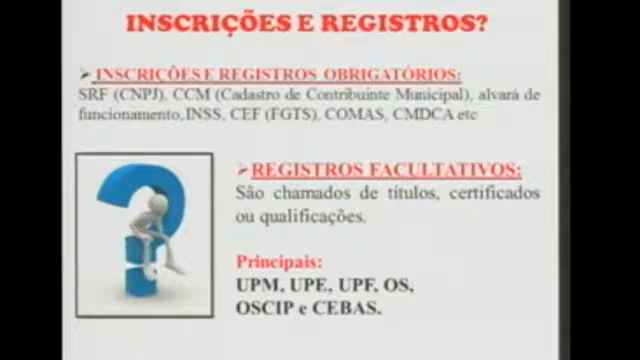 INSCRIÇÕES E REGISTROS?
➢ INSCRIÇÕES E REGISTROS OBRIGATÓRIOS:
SRF (CNPJ), CCM (Cadastro de Contribuinte Municipal), alvará de
funcionamento, INSS, CEF (FGTS), COMAS, CMDCA etc
➢REGISTROS FACULTATIVOS:
São chamados de títulos, certificados
ou qualificações.
Principais:
UPM, UPE, UPF, OS,
OSCIP e CEBAS.